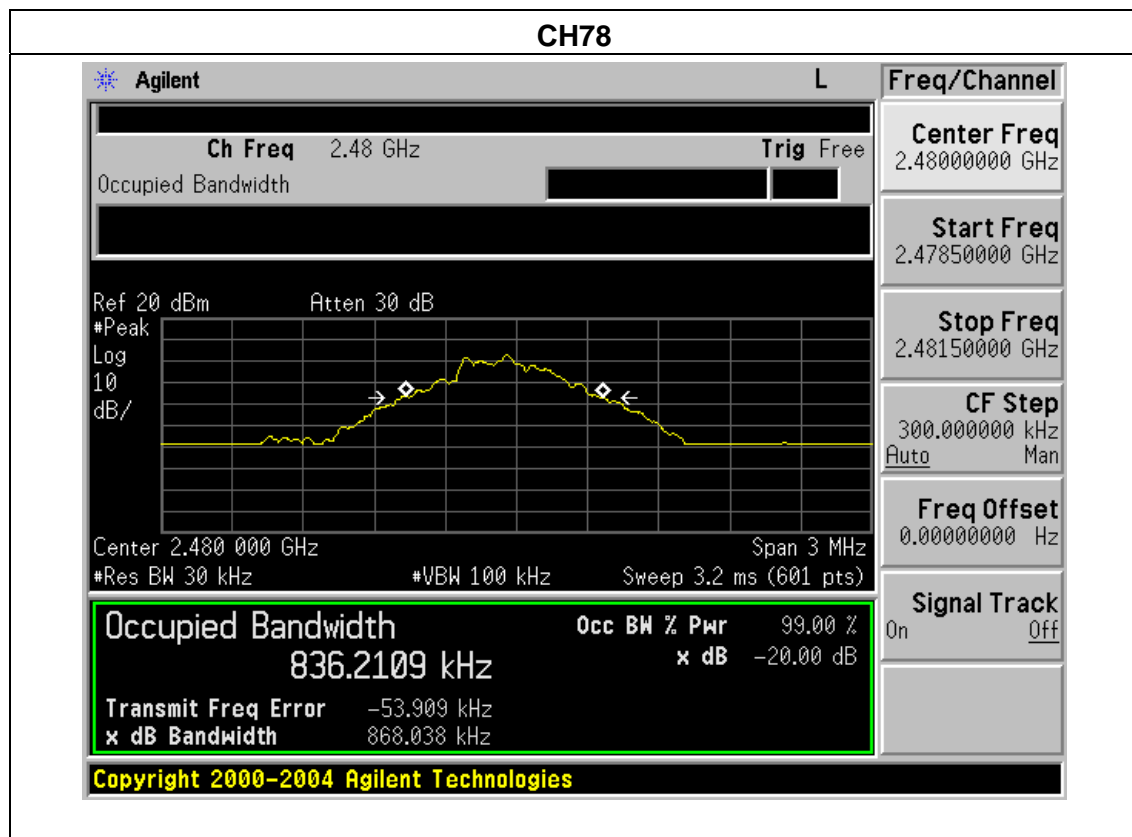 CH78
Agilent L Freq/Channel
Ch Freq 2.48 GHz Trig Free
Occupied Bandwidth
Center Freq
2.48000000 GHz
Start Freq
2.47850000 GHz
Stop Freq
2.48150000 GHz
CF Step
300.000000 kHz
Auto Man
Freq Offset
0.00000000 Hz
Signal Track
On Off
Ref 20 dBm Atten 30 dB
#Peak
Log
10
dB/
Center 2.480 000 GHz Span 3 MHz
#Res BW 30 kHz #VBW 100 kHz Sweep 3.2 ms (601 pts)
Occupied Bandwidth Occ BW % Pwr 99.00 %
836.2109 kHz x dB -20.00 dB
Transmit Freq Error -53.909 kHz
x dB Bandwidth 868.038 kHz
Copyright 2000-2004 Agilent Technologies